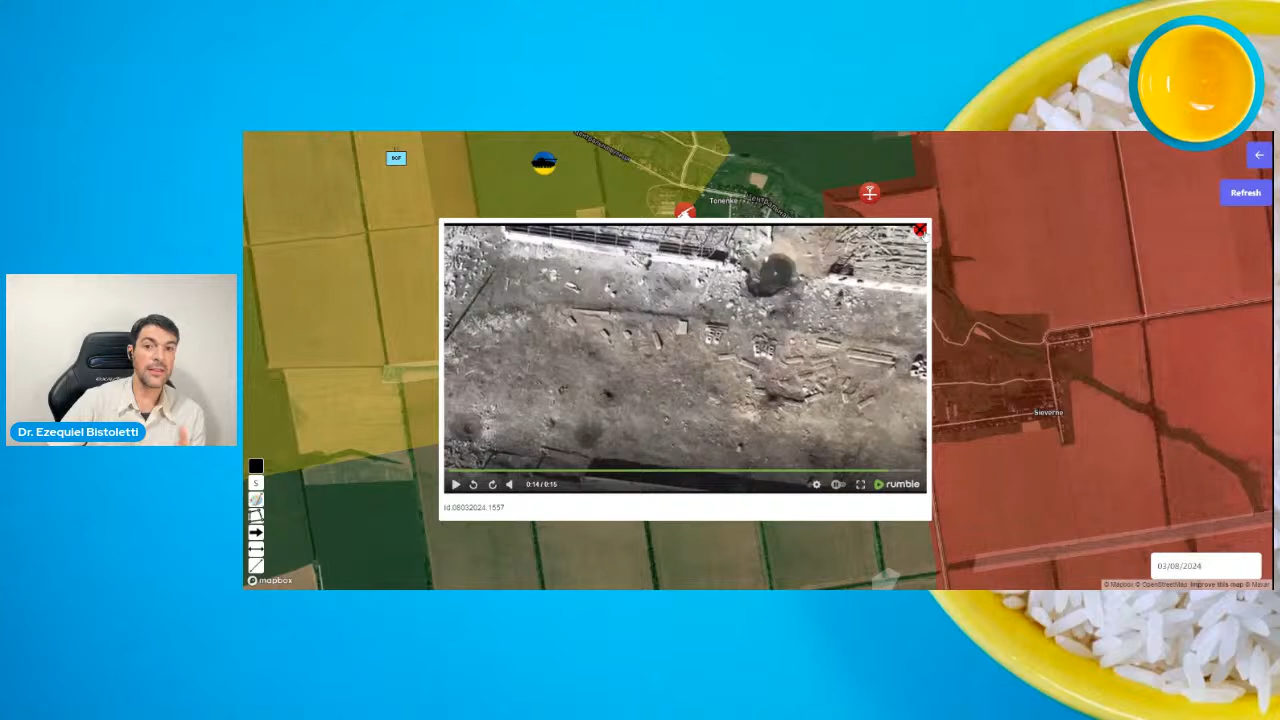 BCF
Tonenke
Refresh
0:14 / 0:15
rumble
Id:08032024.1557
Sieverne
Dr. Ezequiel Bistoletti
S
mapbox
03/08/2024
© Mapbox © OpenStreetMap Improve this map © Maxar